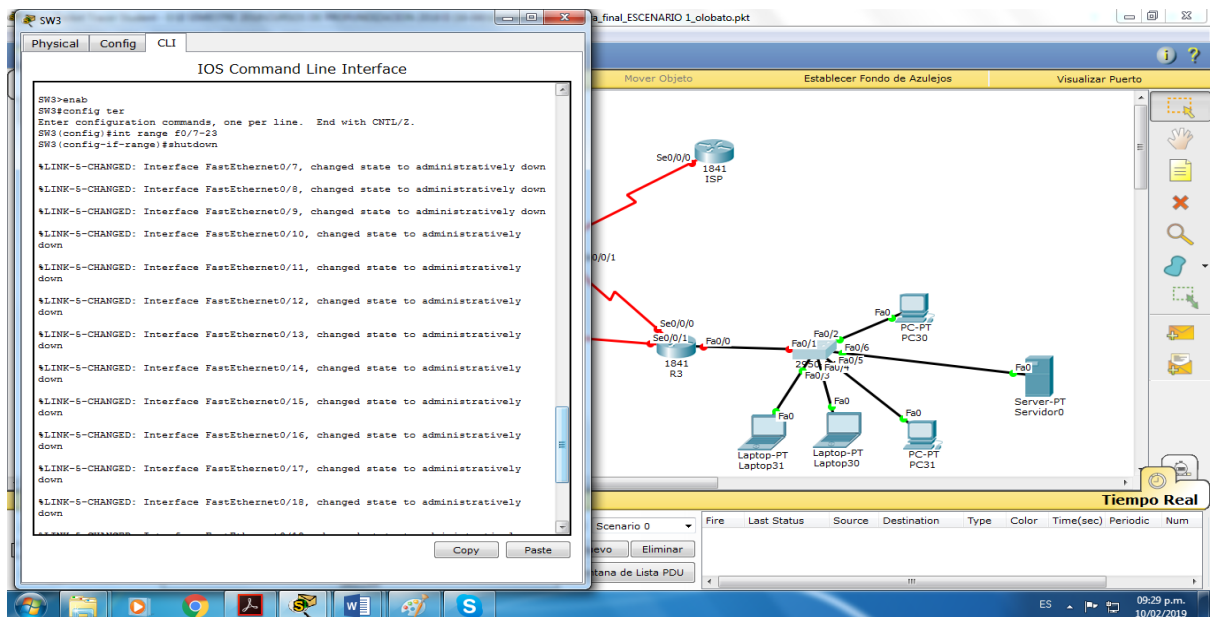 SW3
a_final_ESCENARIO 1_olobato.pkt
Physical Config CLI
IOS Command Line Interface
SW3>enab
SW3#config ter
Enter configuration commands, one per line. End with CNTL/Z.
SW3(config)#int range f0/7-23
SW3(config-if-range)#shutdown
%LINK-5-CHANGED: Interface FastEthernet0/7, changed state to administratively down
%LINK-5-CHANGED: Interface FastEthernet0/8, changed state to administratively down
%LINK-5-CHANGED: Interface FastEthernet0/9, changed state to administratively down
%LINK-5-CHANGED: Interface FastEthernet0/10, changed state to administratively
down
%LINK-5-CHANGED: Interface FastEthernet0/11, changed state to administratively
down
%LINK-5-CHANGED: Interface FastEthernet0/12, changed state to administratively
down
%LINK-5-CHANGED: Interface FastEthernet0/13, changed state to administratively
down
%LINK-5-CHANGED: Interface FastEthernet0/14, changed state to administratively
down
%LINK-5-CHANGED: Interface FastEthernet0/15, changed state to administratively
down
%LINK-5-CHANGED: Interface FastEthernet0/16, changed state to administratively
down
%LINK-5-CHANGED: Interface FastEthernet0/17, changed state to administratively
down
%LINK-5-CHANGED: Interface FastEthernet0/18, changed state to administratively
down
Copy Paste
Mover Objeto Establecer Fondo de Azulejos Visualizar Puerto
Se0/0/0
1841
ISP
0/0/1
Se0/0/0
Se0/0/1
Fa0/0
1841
R3
Fa0
PC-PT
PC30
Fa0/2
Fa0/1
Fa0/6
Fa0/5
2950
Fa0/4
Fa0/3
Fa0
Server-PT
Servidor0
Fa0
Laptop-PT
Laptop31
Fa0
Laptop-PT
Laptop30
Fa0
PC-PT
PC31
Tiempo Real
Scenario 0
evo Eliminar
tana de Lista PDU
Fire Last Status Source Destination Type Color Time(sec) Periodic Num
ES 09:29 p.m.
10/02/2019